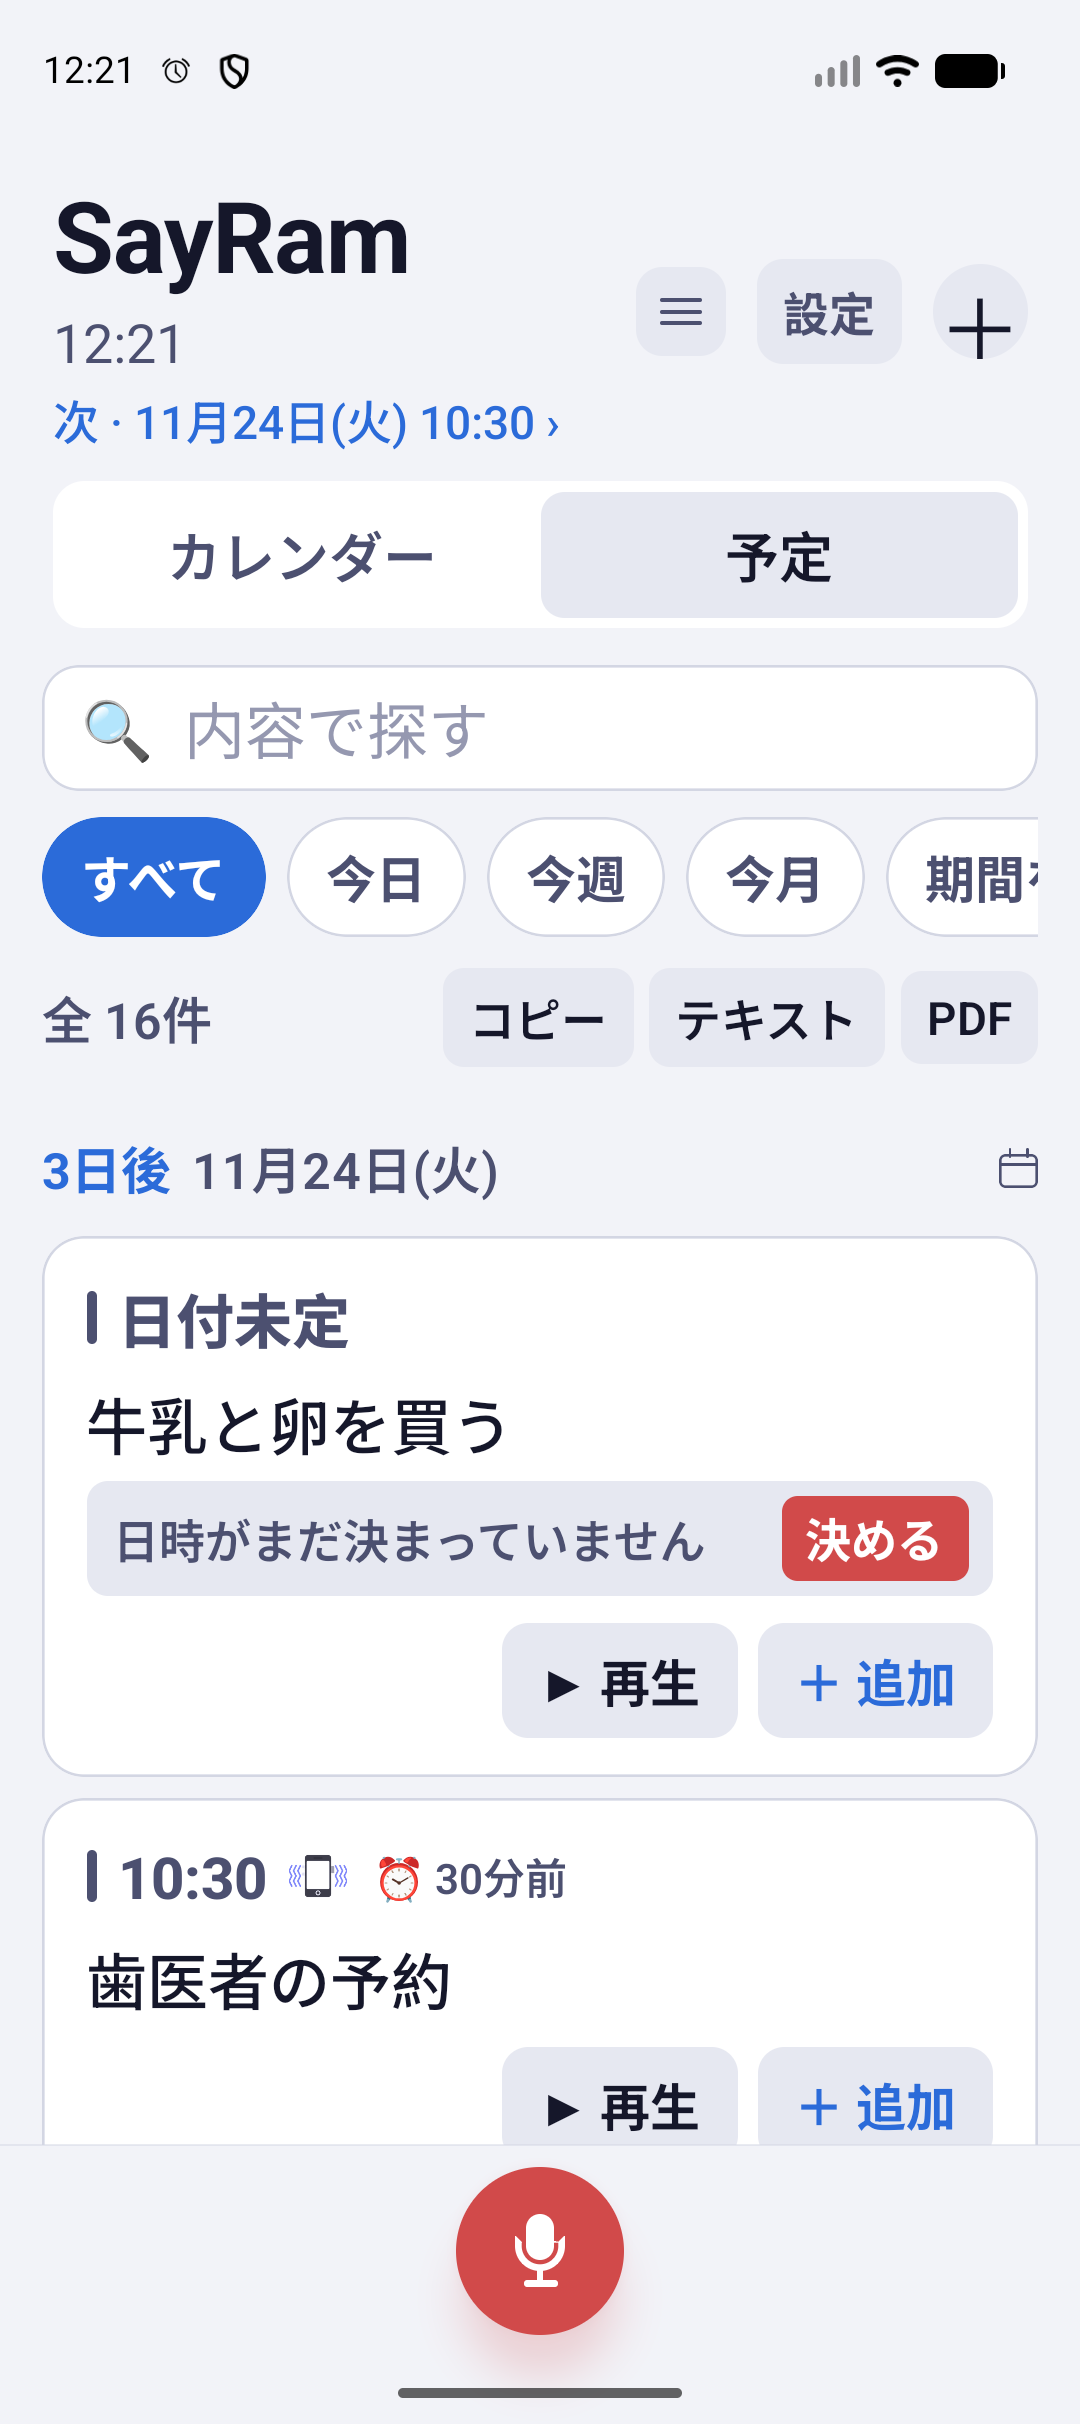 12:21
SayRam
12:21
次 · 11月24日(火) 10:30 ›
設定
カレンダー 予定
内容で探す
すべて 今日 今週 今月 期間
全 16件 コピー テキスト PDF
3日後 11月24日(火)
日付未定
牛乳と卵を買う
日時がまだ決まっていません 決める
▶ 再生 + 追加
10:30 30分前
歯医者の予約
▶ 再生 + 追加